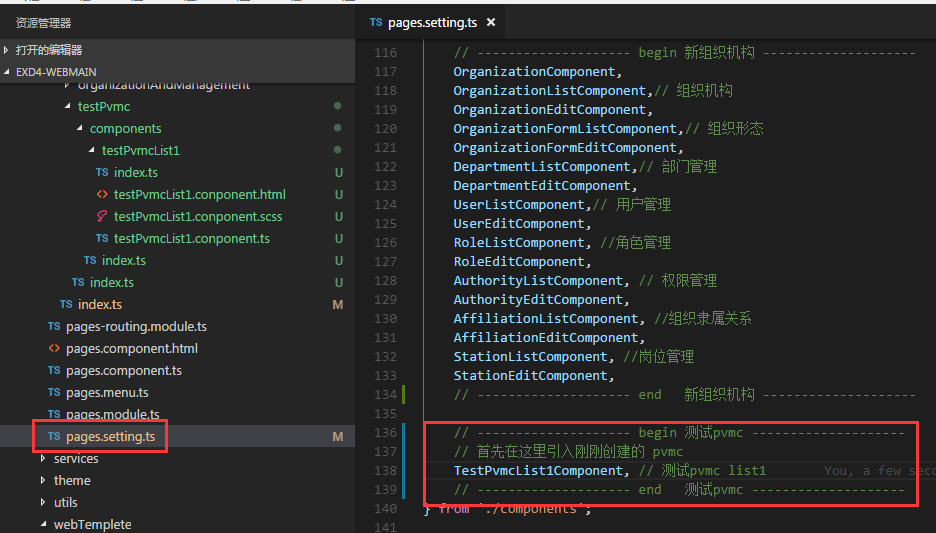 资源管理器
打开的编辑器
EXD4-WEBMAIN
organizationAndManagement
testPvmc
components
testPvmcList1
TS index.ts U
<> testPvmcList1.conponent.html U
testPvmcList1.conponent.scss U
TS testPvmcList1.conponent.ts U
TS index.ts U
TS index.ts U
TS index.ts M
TS pages-routing.module.ts
<> pages.component.html
TS pages.component.ts
TS pages.menu.ts
TS pages.module.ts
TS pages.setting.ts M
services
theme
utils
webTemplete
TS pages.setting.ts ×
116 // -------------------- begin 新组织机构 --------------------
117 OrganizationComponent,
118 OrganizationListComponent,// 组织机构
119 OrganizationEditComponent,
120 OrganizationFormListComponent,// 组织形态
121 OrganizationFormEditComponent,
122 DepartmentListComponent,// 部门管理
123 DepartmentEditComponent,
124 UserListComponent,// 用户管理
125 UserEditComponent,
126 RoleListComponent, //角色管理
127 RoleEditComponent,
128 AuthorityListComponent, // 权限管理
129 AuthorityEditComponent,
130 AffiliationListComponent, //组织隶属关系
131 AffiliationEditComponent,
132 StationListComponent, //岗位管理
133 StationEditComponent,
134 // -------------------- end 新组织机构 --------------------
135
136 // -------------------- begin 测试pvmc --------------------
137 // 首先在这里引入刚刚创建的 pvmc
138 TestPvmcList1Component, // 测试pvmc list1 You, a few seco
139 // -------------------- end 测试pvmc --------------------
140 } from './components';
141